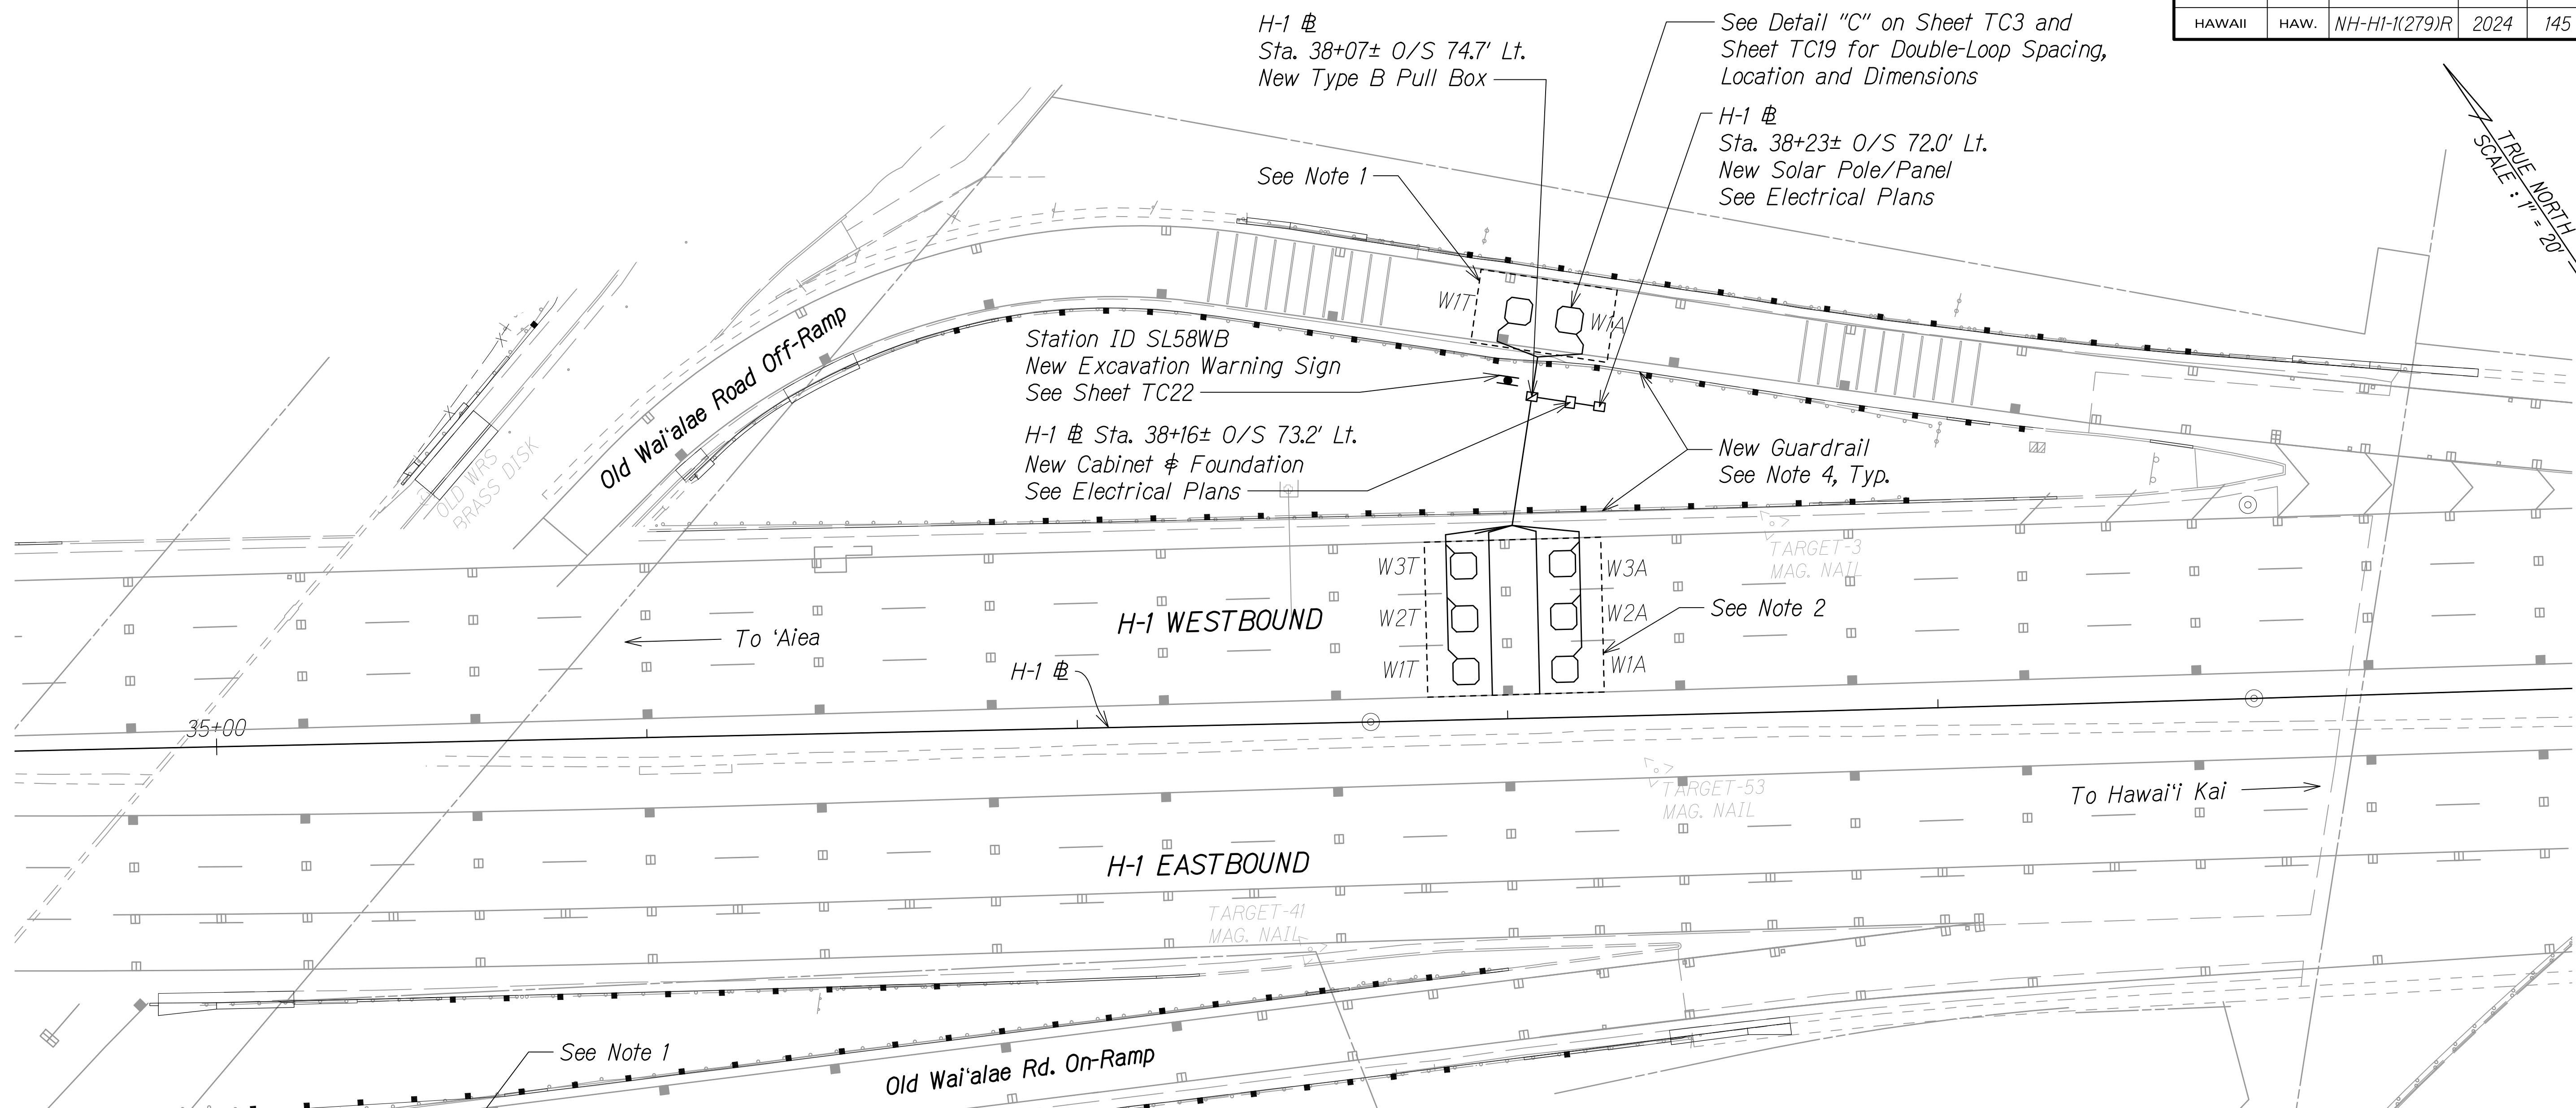 H-1 BL
Sta. 38+07± O/S 74.7' Lt.
New Type B Pull Box
See Detail "C" on Sheet TC3 and
Sheet TC19 for Double-Loop Spacing,
Location and Dimensions
HAWAII HAW. NH-H1-1(279)R 2024 145
H-1 BL
Sta. 38+23± O/S 72.0' Lt.
New Solar Pole/Panel
See Electrical Plans
TRUE NORTH
SCALE : 1" = 20'
See Note 1
W1T
W1A
Station ID SL58WB
New Excavation Warning Sign
See Sheet TC22
Old Wai‘alae Road Off-Ramp
H-1 BL Sta. 38+16± O/S 73.2' Lt.
New Cabinet & Foundation
See Electrical Plans
New Guardrail
See Note 4, Typ.
OLD WRS
BRASS DISK
TARGET-3
MAG. NAIL
W3T
W3A
W2T
W2A
W1T
W1A
See Note 2
H-1 WESTBOUND
To ‘Aiea
H-1 BL
35+00
TARGET-53
MAG. NAIL
To Hawai‘i Kai
H-1 EASTBOUND
TARGET-41
MAG. NAIL
See Note 1
Old Wai‘alae Rd. On-Ramp